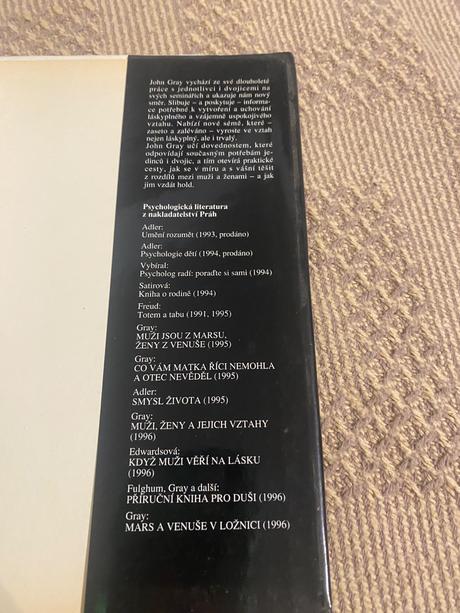 John Gray vychází ze své dlouholeté
práce s jednotlivci i dvojicemi na
svých seminářích a ukazuje nám nový
směr. Slibuje – a poskytuje – informa-
ce potřebné k vytvoření a uchování
láskyplného a vzájemně uspokojivého
vztahu. Nabízí nové sémě, které –
zaseto a zaléváno – vyroste ve vztah
nejen láskyplný, ale i trvalý.
John Gray učí dovednostem, které
odpovídají současným potřebám je-
dinců i dvojic, a tím otevírá praktické
cesty, jak se v míru a s vášní těšit
z rozdílů mezi muži a ženami – a jak
jim vzdát hold.
Psychologická literatura
z nakladatelství Práh
Adler:
Umění rozumět (1993, prodáno)
Adler:
Psychologie dětí (1994, prodáno)
Vybíral:
Psycholog radí: poraďte si sami (1994)
Satirová:
Kniha o rodině (1994)
Freud:
Totem a tabu (1991, 1995)
Gray:
MUŽI JSOU Z MARSU,
ŽENY Z VENUŠE (1995)
Gray:
CO VÁM MATKA ŘÍCI NEMOHLA
A OTEC NEVĚDĚL (1995)
Adler:
SMYSL ŽIVOTA (1995)
Gray:
MUŽI, ŽENY A JEJICH VZTAHY
(1996)
Edwardsová:
KDYŽ MUŽI VĚŘÍ NA LÁSKU
(1996)
Fulghum, Gray a další:
PŘÍRUČNÍ KNIHA PRO DUŠI (1996)
Gray:
MARS A VENUŠE V LOŽNICI (1996)